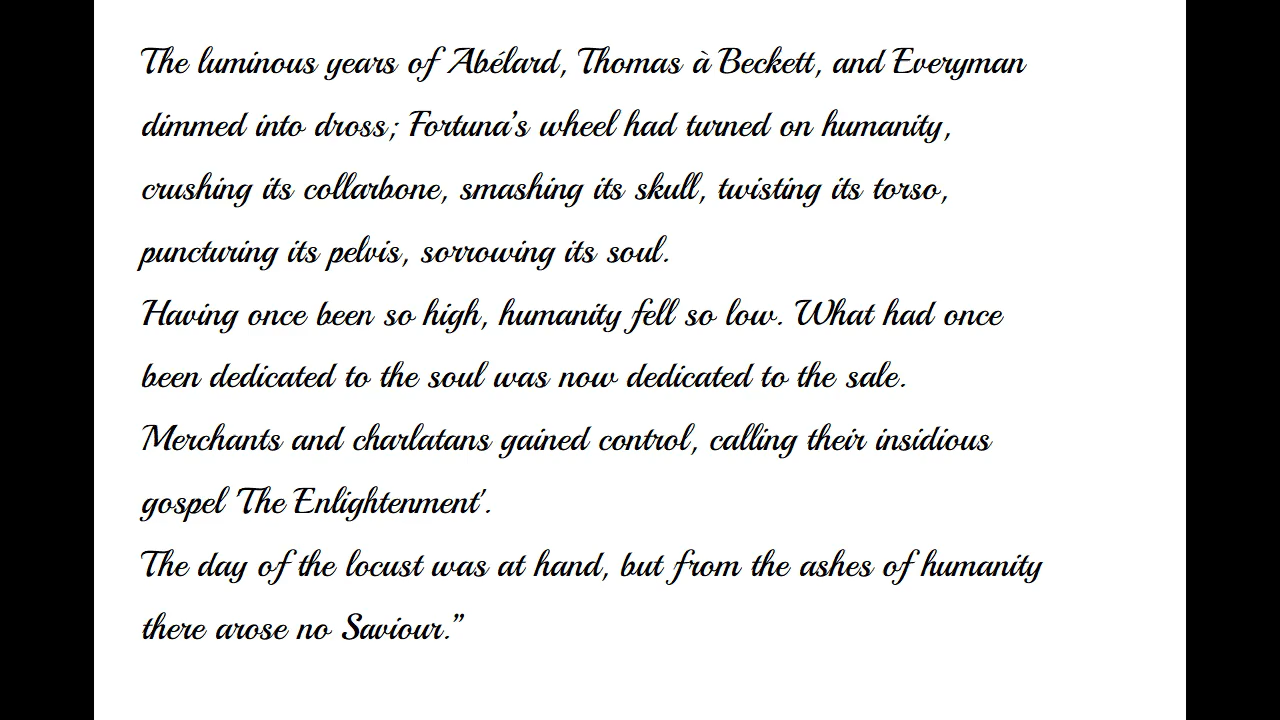 The luminous years of Abélard, Thomas à Beckett, and Everyman
dimmed into dross; Fortuna’s wheel had turned on humanity,
crushing its collarbone, smashing its skull, twisting its torso,
puncturing its pelvis, sorrowing its soul.
Having once been so high, humanity fell so low. What had once
been dedicated to the soul was now dedicated to the sale.
Merchants and charlatans gained control, calling their insidious
gospel 'The Enlightenment'.
The day of the locust was at hand, but from the ashes of humanity
there arose no Saviour.”